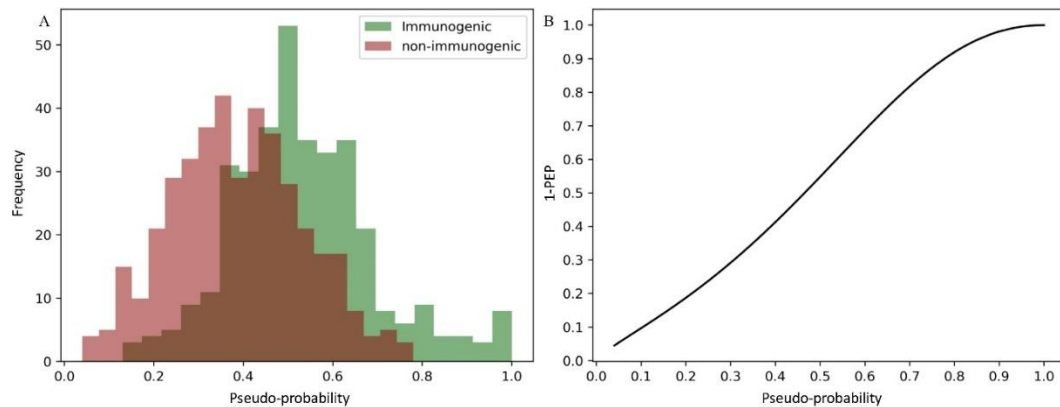 A
Immunogenic
non-immunogenic
Frequency
50
40
30
20
10
0
0.0 0.2 0.4 0.6 0.8 1.0
Pseudo-probability
B
1-PEP
1.0
0.9
0.8
0.7
0.6
0.5
0.4
0.3
0.2
0.1
0.0
0.0 0.1 0.2 0.3 0.4 0.5 0.6 0.7 0.8 0.9 1.0
Pseudo-probability